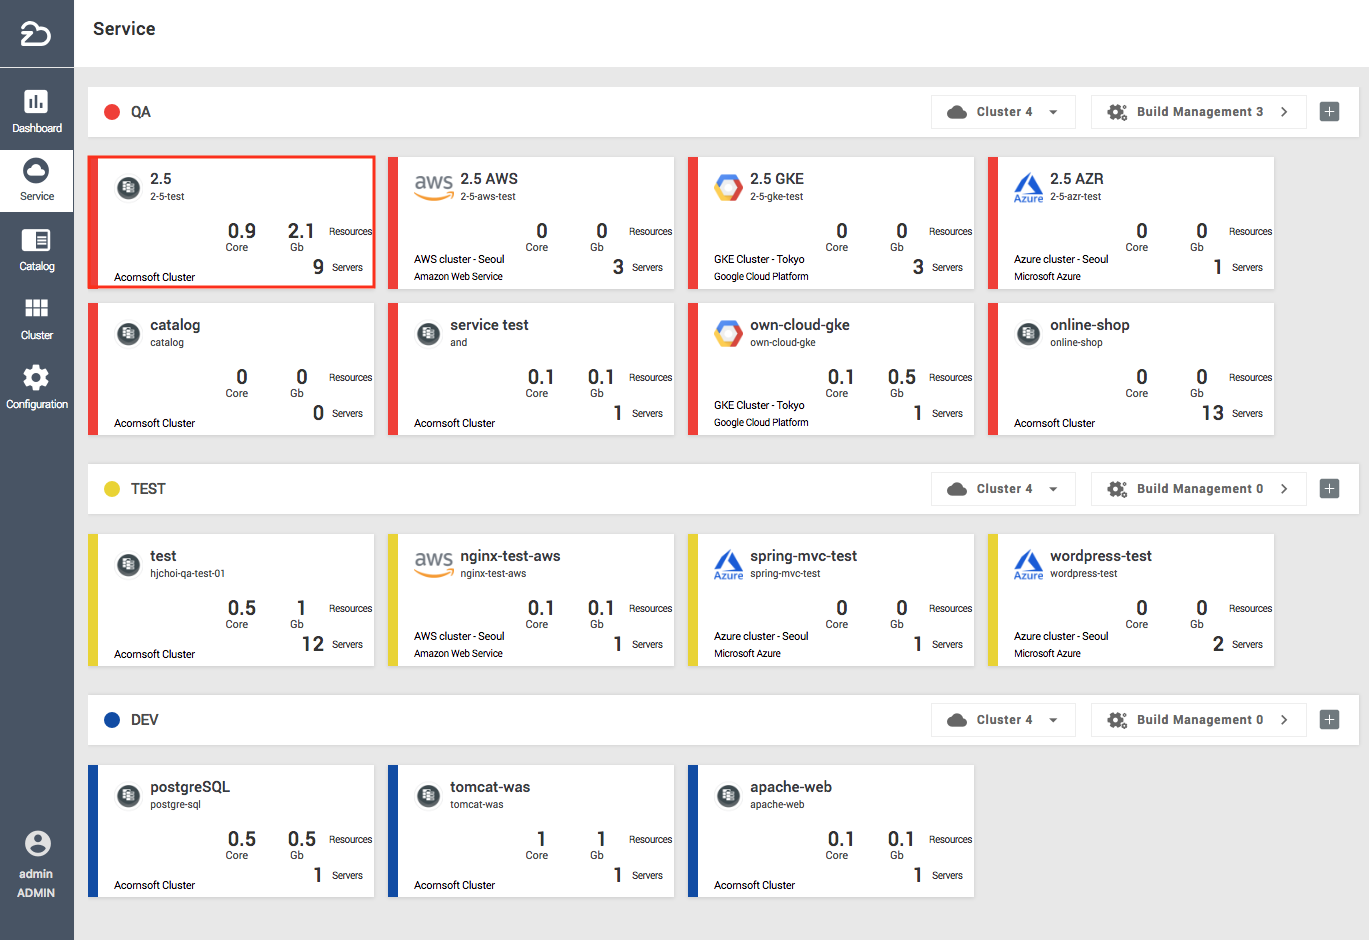 Service
Dashboard
Service
Catalog
Cluster
Configuration
admin
ADMIN
QA
Cluster 4
Build Management 3
2.5
2-5-test
0.9 2.1 Resources
Core Gb
9 Servers
Acornsoft Cluster
aws
2.5 AWS
2-5-aws-test
0 0 Resources
Core Gb
AWS cluster - Seoul
3 Servers
Amazon Web Service
2.5 GKE
2-5-gke-test
0 0 Resources
Core Gb
GKE Cluster - Tokyo
3 Servers
Google Cloud Platform
Azure
2.5 AZR
2-5-azr-test
0 0 Resources
Core Gb
Azure cluster - Seoul
1 Servers
Microsoft Azure
catalog
catalog
0 0 Resources
Core Gb
0 Servers
Acornsoft Cluster
service test
and
0.1 0.1 Resources
Core Gb
1 Servers
Acornsoft Cluster
own-cloud-gke
own-cloud-gke
0.1 0.5 Resources
Core Gb
GKE Cluster - Tokyo
1 Servers
Google Cloud Platform
online-shop
online-shop
0 0 Resources
Core Gb
13 Servers
Acornsoft Cluster
TEST
Cluster 4
Build Management 0
test
hjchoi-qa-test-01
0.5 1 Resources
Core Gb
12 Servers
Acornsoft Cluster
aws
nginx-test-aws
nginx-test-aws
0.1 0.1 Resources
Core Gb
AWS cluster - Seoul
1 Servers
Amazon Web Service
Azure
spring-mvc-test
spring-mvc-test
0 0 Resources
Core Gb
Azure cluster - Seoul
1 Servers
Microsoft Azure
Azure
wordpress-test
wordpress-test
0 0 Resources
Core Gb
Azure cluster - Seoul
2 Servers
Microsoft Azure
DEV
Cluster 4
Build Management 0
postgreSQL
postgre-sql
0.5 0.5 Resources
Core Gb
1 Servers
Acornsoft Cluster
tomcat-was
tomcat-was
1 1 Resources
Core Gb
1 Servers
Acornsoft Cluster
apache-web
apache-web
0.1 0.1 Resources
Core Gb
1 Servers
Acornsoft Cluster